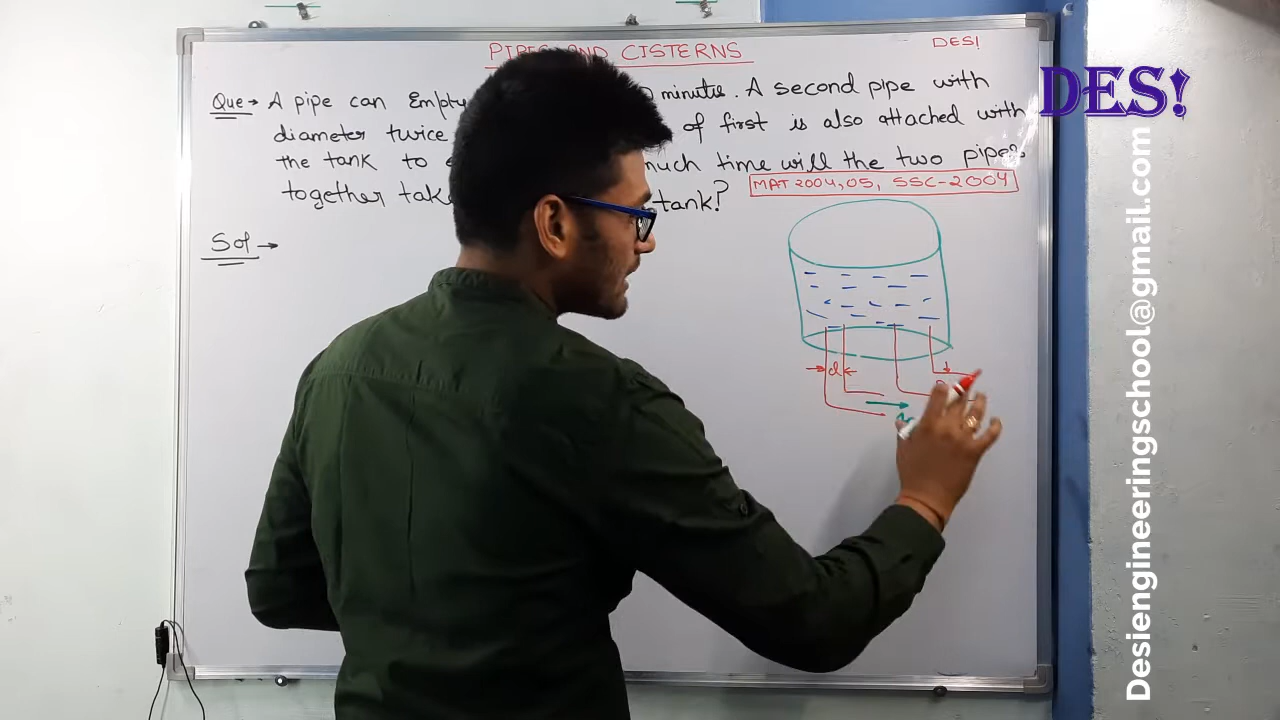 PIPES AND CISTERNS
DES!
DES!
Que → A pipe can Empty minutes. A second pipe with
diameter twice of first is also attached with
the tank to much time will the two pipes
together take tank?
MAT 2004, 05, SSC-2004
Sol →
d
Desiengineeringschool@gmail.com